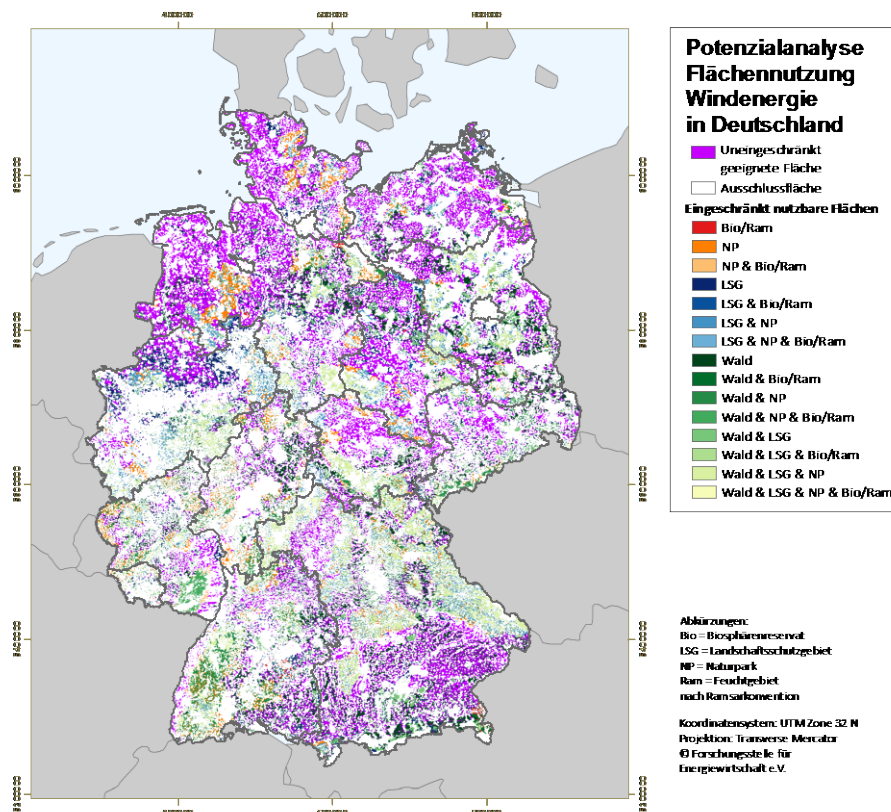 Potenzialanalyse
Flächennutzung
Windenergie
in Deutschland
Uneingeschränkt
geeignete Fläche
Ausschlussfläche
Eingeschränkt nutzbare Flächen
Bio/Ram
NP
NP & Bio/Ram
LSG
LSG & Bio/Ram
LSG & NP
LSG & NP & Bio/Ram
Wald
Wald & Bio/Ram
Wald & NP
Wald & NP & Bio/Ram
Wald & LSG
Wald & LSG & Bio/Ram
Wald & LSG & NP
Wald & LSG & NP & Bio/Ram
Abkürzungen:
Bio = Biosphärenreservat
LSG = Landschaftsschutzgebiet
NP = Naturpark
Ram = Feuchtgebiet
nach Ramsarkonvention
Koordinatensystem: UTM Zone 32 N
Projektion: Transverse Mercator
© Forschungsstelle für
Energiewirtschaft e.V.